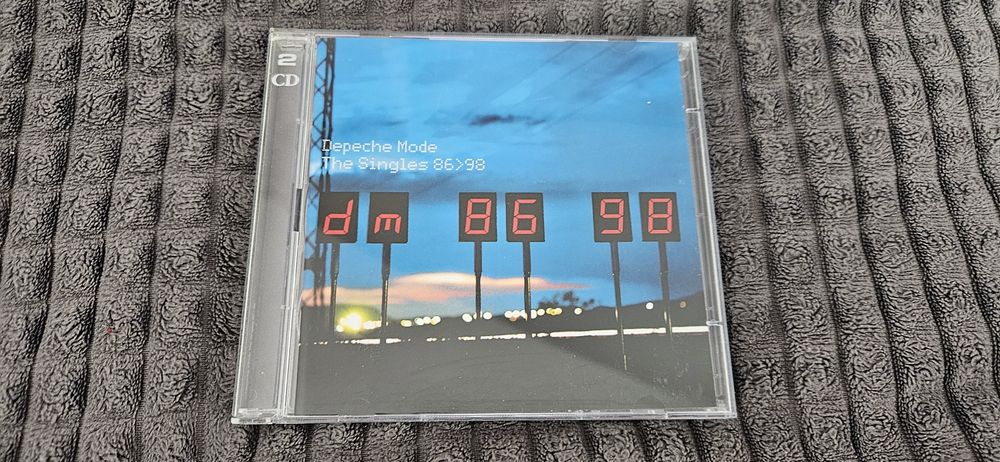 2
CD
Depeche Mode
The Singles 86>98
dm 86 98